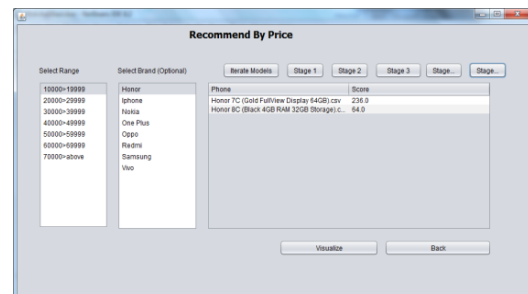 Recommend By Price
Select Range
Select Brand (Optional)
Iterate Models
Stage 1
Stage 2
Stage 3
Stage...
Stage...
10000>19999
20000>29999
30000>39999
40000>49999
50000>59999
60000>69999
70000>above
Honor
Iphone
Nokia
One Plus
Oppo
Redmi
Samsung
Vivo
Phone Score
Honor 7C (Gold FullView Display 64GB).csv 236.0
Honor 8C (Black 4GB RAM 32GB Storage).c... 64.0
Visualize
Back